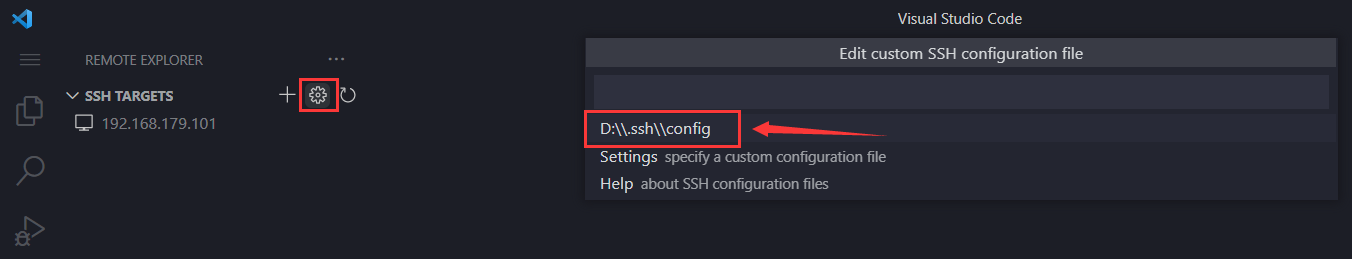 Visual Studio Code
REMOTE EXPLORER
Edit custom SSH configuration file
SSH TARGETS
192.168.179.101
D:\\.ssh\\config
Settings specify a custom configuration file
Help about SSH configuration files